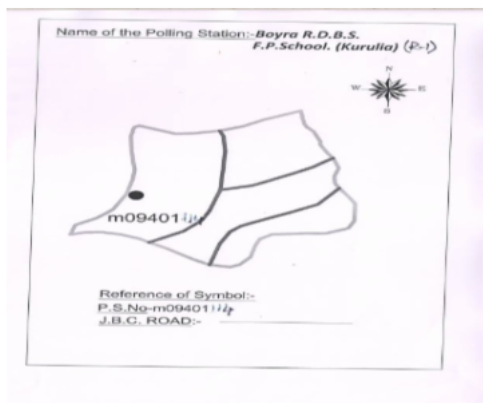 Name of the Polling Station:-Boyra R.D.B.S.
F.P.School. (Kurulia) (R-1)
N
W
E
S
m09401
Reference of Symbol:-
P.S.No-m09401
J.B.C. ROAD:-